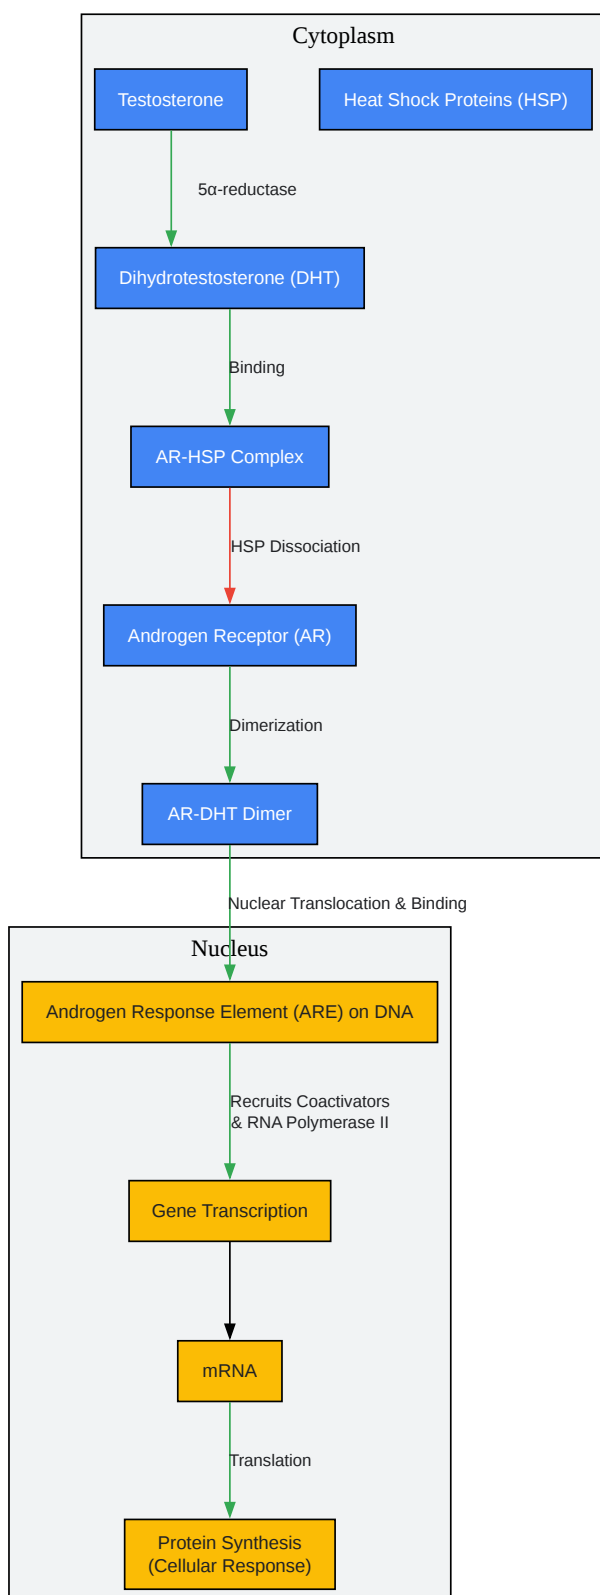 Cytoplasm
Testosterone
Heat Shock Proteins (HSP)
5α-reductase
Dihydrotestosterone (DHT)
Binding
AR-HSP Complex
HSP Dissociation
Androgen Receptor (AR)
Dimerization
AR-DHT Dimer
Nuclear Translocation & Binding
Nucleus
Androgen Response Element (ARE) on DNA
Recruits Coactivators
& RNA Polymerase II
Gene Transcription
mRNA
Translation
Protein Synthesis
(Cellular Response)